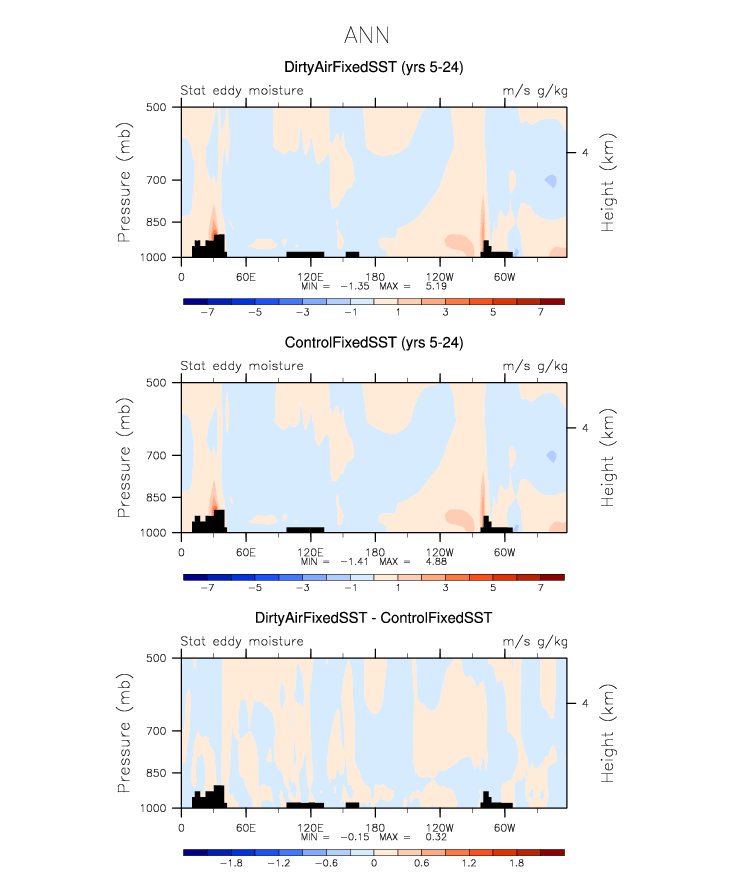 ANN
DirtyAirFixedSST (yrs 5-24)
Stat eddy moisture m/s g/kg
500
700
850
1000
Pressure (mb)
4
Height (km)
0 60E 120E 180 120W 60W
MIN = -1.35 MAX = 5.19
-7 -5 -3 -1 1 3 5 7
ControlFixedSST (yrs 5-24)
Stat eddy moisture m/s g/kg
500
700
850
1000
Pressure (mb)
4
Height (km)
0 60E 120E 180 120W 60W
MIN = -1.41 MAX = 4.88
-7 -5 -3 -1 1 3 5 7
DirtyAirFixedSST - ControlFixedSST
Stat eddy moisture m/s g/kg
500
700
850
1000
Pressure (mb)
4
Height (km)
0 60E 120E 180 120W 60W
MIN = -0.15 MAX = 0.32
-1.8 -1.2 -0.6 0 0.6 1.2 1.8